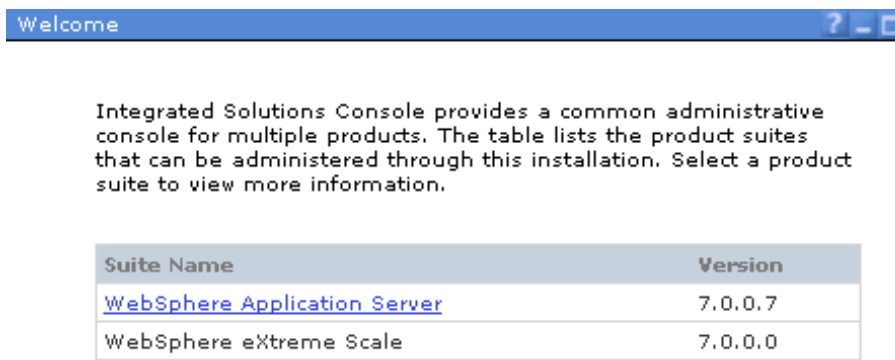 Welcome ?
Integrated Solutions Console provides a common administrative
console for multiple products. The table lists the product suites
that can be administered through this installation. Select a product
suite to view more information.
Suite Name Version
WebSphere Application Server 7.0.0.7
WebSphere eXtreme Scale 7.0.0.0